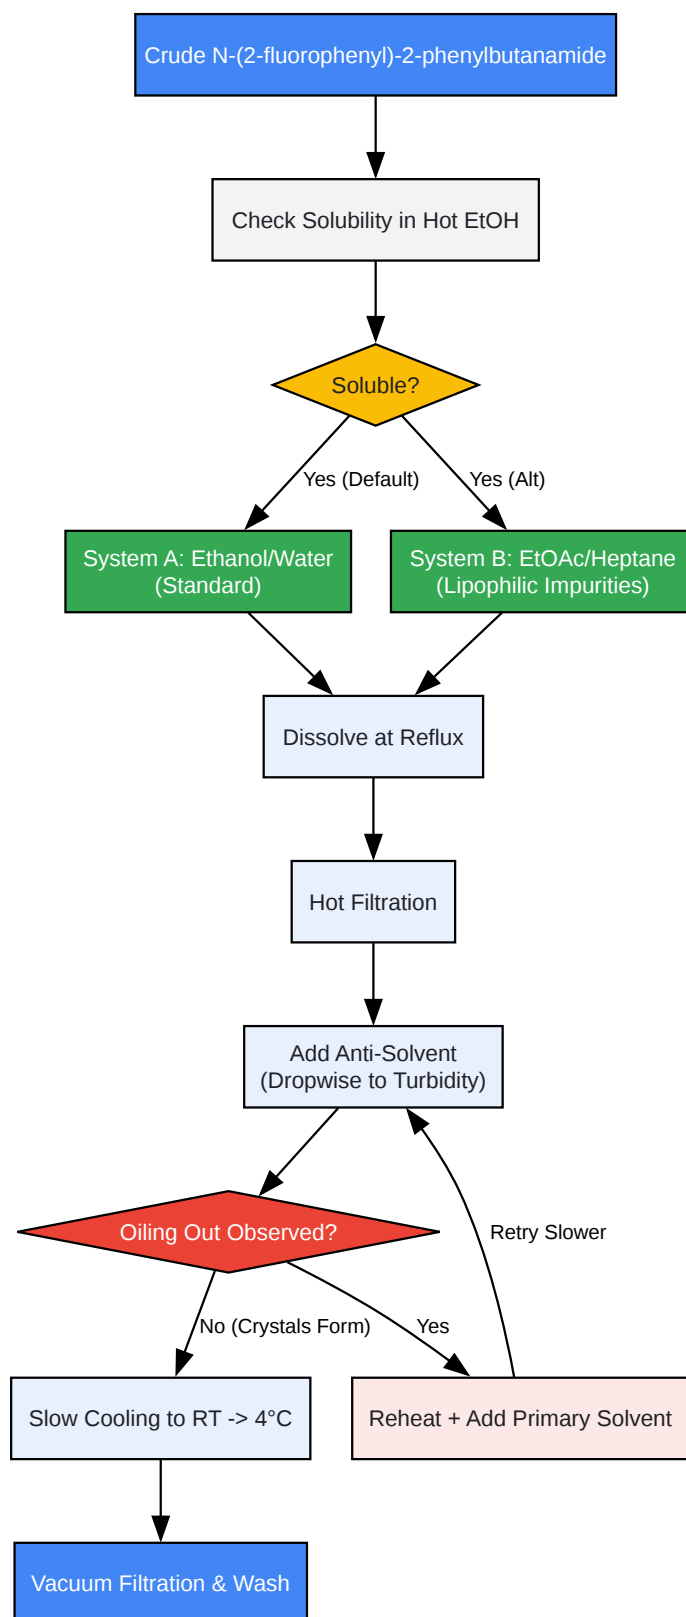 Crude N-(2-fluorophenyl)-2-phenylbutanamide
Check Solubility in Hot EtOH
Soluble?
Yes (Default)
Yes (Alt)
System A: Ethanol/Water
(Standard)
System B: EtOAc/Heptane
(Lipophilic Impurities)
Dissolve at Reflux
Hot Filtration
Add Anti-Solvent
(Dropwise to Turbidity)
Oiling Out Observed?
Retry Slower
No (Crystals Form)
Yes
Slow Cooling to RT -> 4°C
Reheat + Add Primary Solvent
Vacuum Filtration & Wash